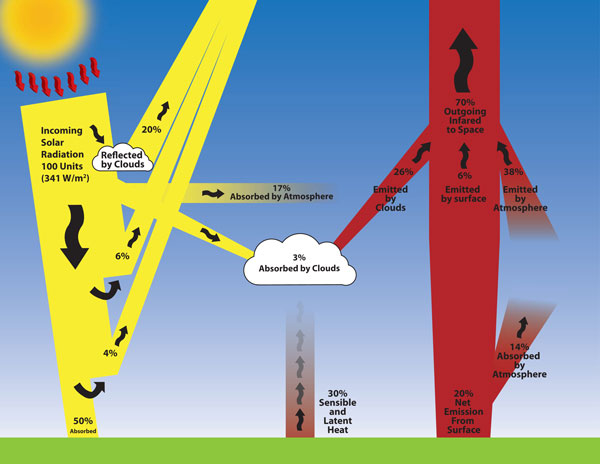 Incoming
Solar
Radiation
100 Units
(341 W/m²)
Reflected
by Clouds
20%
17%
Absorbed by Atmosphere
6%
4%
50%
Absorbed
3%
Absorbed by Clouds
30%
Sensible
and
Latent
Heat
70%
Outgoing
Infared
to Space
26%
Emitted
by
Clouds
6%
Emitted
by surface
38%
Emitted
by
Atmosphere
14%
Absorbed
by
Atmosphere
20%
Net
Emission
From
Surface